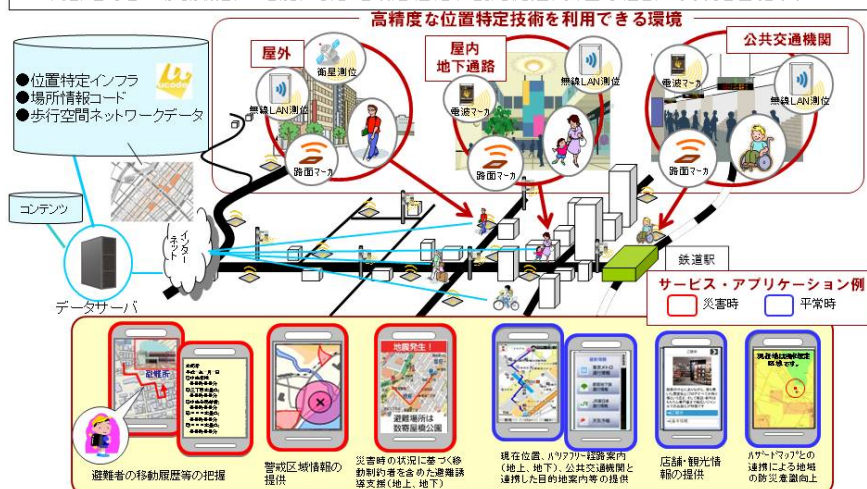 高精度な位置特定技術を利用できる環境
●位置特定インフラ
●場所情報コード
●歩行空間ネットワークデータ
ucode
屋外
衛星測位
無線LAN測位
路面マーカ
屋内
地下通路
電波マーカ
無線LAN測位
路面マーカ
公共交通機関
電波マーカ
無線LAN測位
路面マーカ
コンテンツ
データサーバ
インターネット
鉄道駅
サービス・アプリケーション例
災害時
平常時
避難所
地震発生！
避難場所は
数寄屋橋公園
避難者の移動履歴等の把握
警戒区域情報の
提供
災害時の状況に基づく移
動制約者を含めた避難誘
導支援(地上、地下)
現在位置、バリアフリー経路案内
(地上、地下)、公共交通機関と
連携した目的地案内等の提供
店舗・観光情
報の提供
ハザードマップとの
連携による地域
の防災意識向上